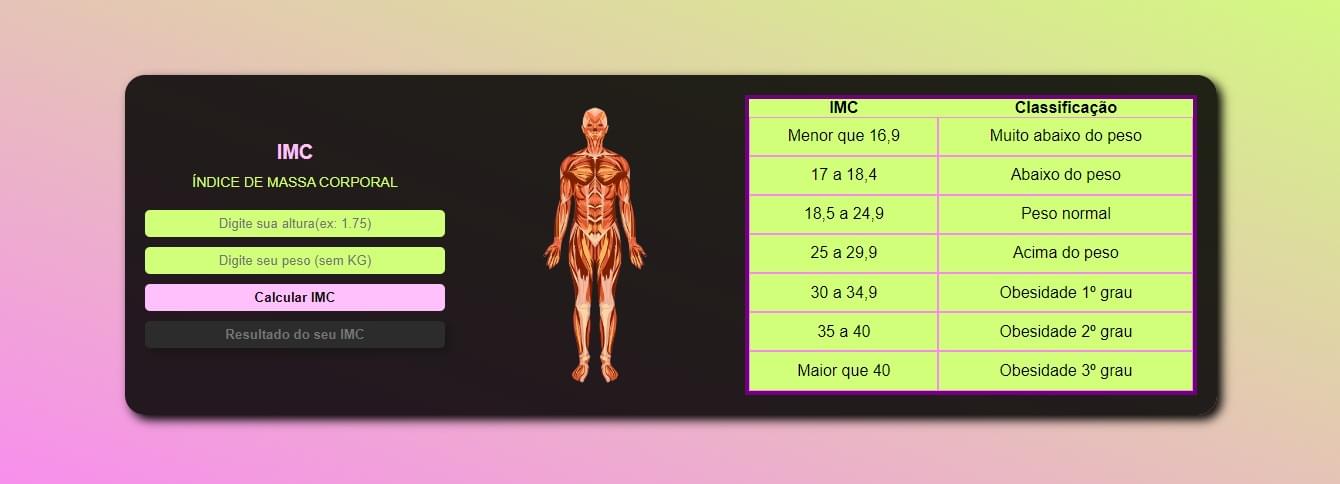 IMC
ÍNDICE DE MASSA CORPORAL
Digite sua altura(ex: 1.75)
Digite seu peso (sem KG)
Calcular IMC
Resultado do seu IMC
IMC Classificação
Menor que 16,9 Muito abaixo do peso
17 a 18,4 Abaixo do peso
18,5 a 24,9 Peso normal
25 a 29,9 Acima do peso
30 a 34,9 Obesidade 1º grau
35 a 40 Obesidade 2º grau
Maior que 40 Obesidade 3º grau